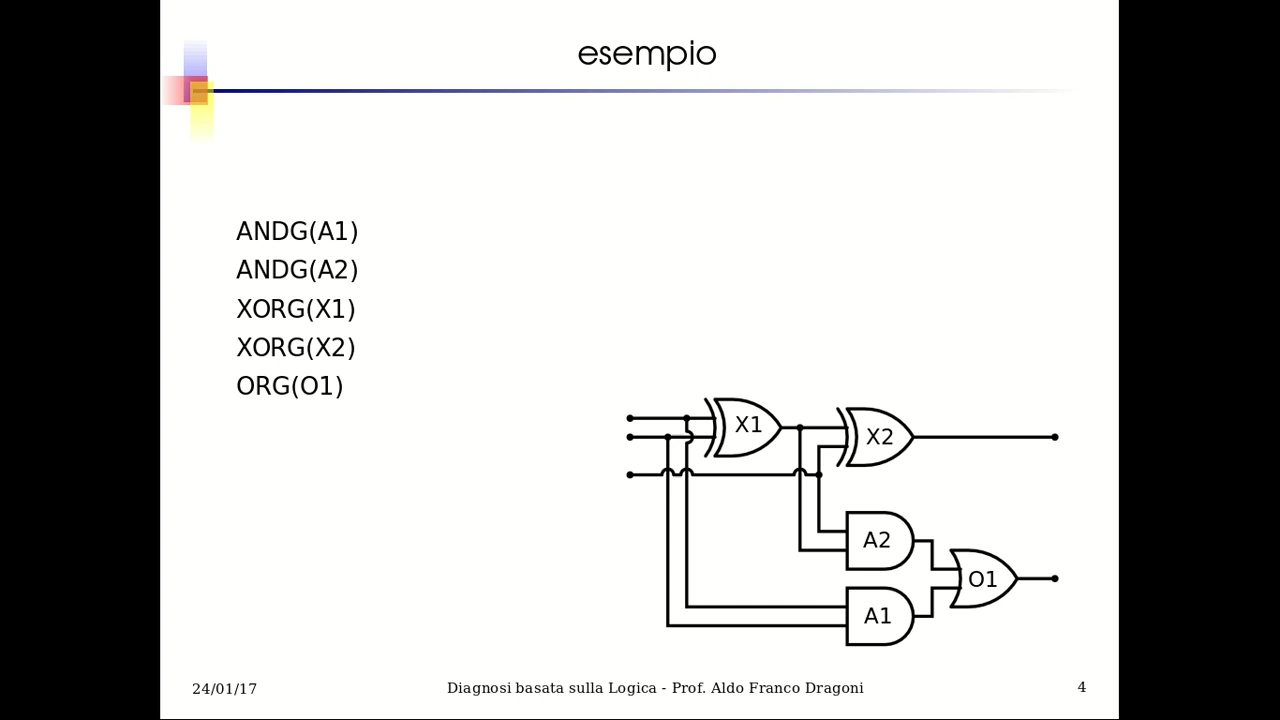 esempio
ANDG(A1)
ANDG(A2)
XORG(X1)
XORG(X2)
ORG(O1)
X1
X2
A2
O1
A1
24/01/17
Diagnosi basata sulla Logica - Prof. Aldo Franco Dragoni
4